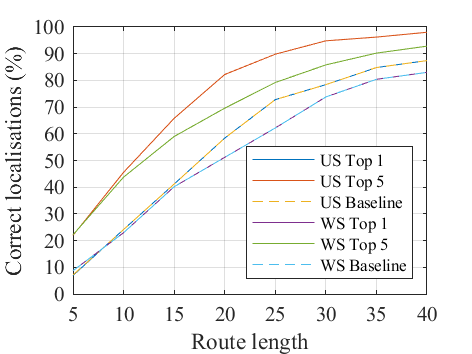 100
90
80
70
60
50
40
30
20
10
0
Correct localisations (%)
US Top 1
US Top 5
US Baseline
WS Top 1
WS Top 5
WS Baseline
5 10 15 20 25 30 35 40
Route length